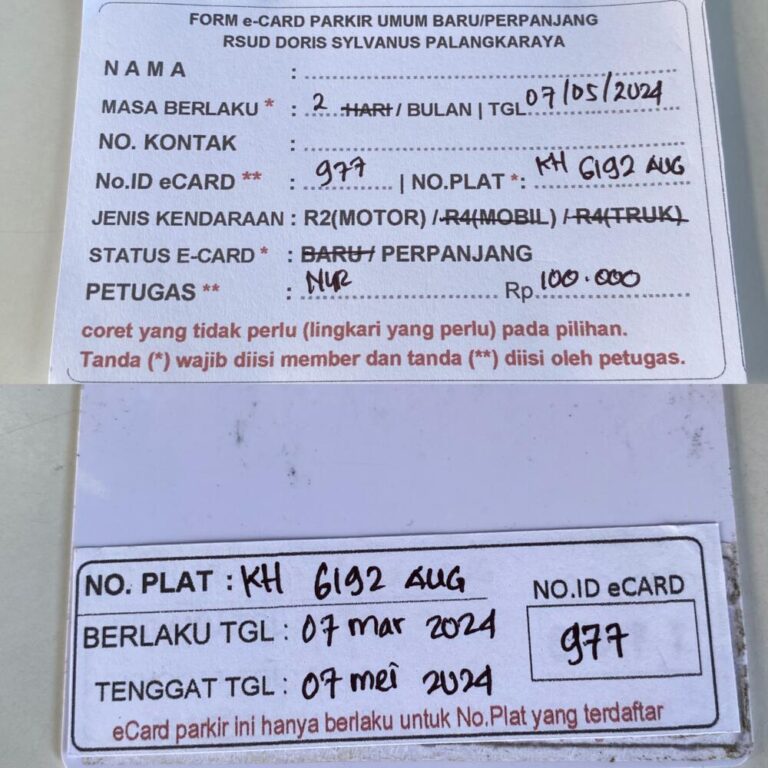 FORM e-CARD PARKIR UMUM BARU/PERPANJANG
RSUD DORIS SYLVANUS PALANGKARAYA
NAMA :
MASA BERLAKU * : 2 HARI / BULAN | TGL 07/05/2024
NO. KONTAK :
No.ID eCARD ** : 977 | NO.PLAT *: KH 6192 AUG
JENIS KENDARAAN : R2(MOTOR) / R4(MOBIL) / R4(TRUK)
STATUS E-CARD * : BARU / PERPANJANG
PETUGAS ** : NUR Rp 100.000
coret yang tidak perlu (lingkari yang perlu) pada pilihan.
Tanda (*) wajib diisi member dan tanda (**) diisi oleh petugas.
NO. PLAT : KH 6192 AUG
NO.ID eCARD
BERLAKU TGL : 07 mar 2024
977
TENGGAT TGL : 07 mei 2024
eCard parkir ini hanya berlaku untuk No.Plat yang terdaftar